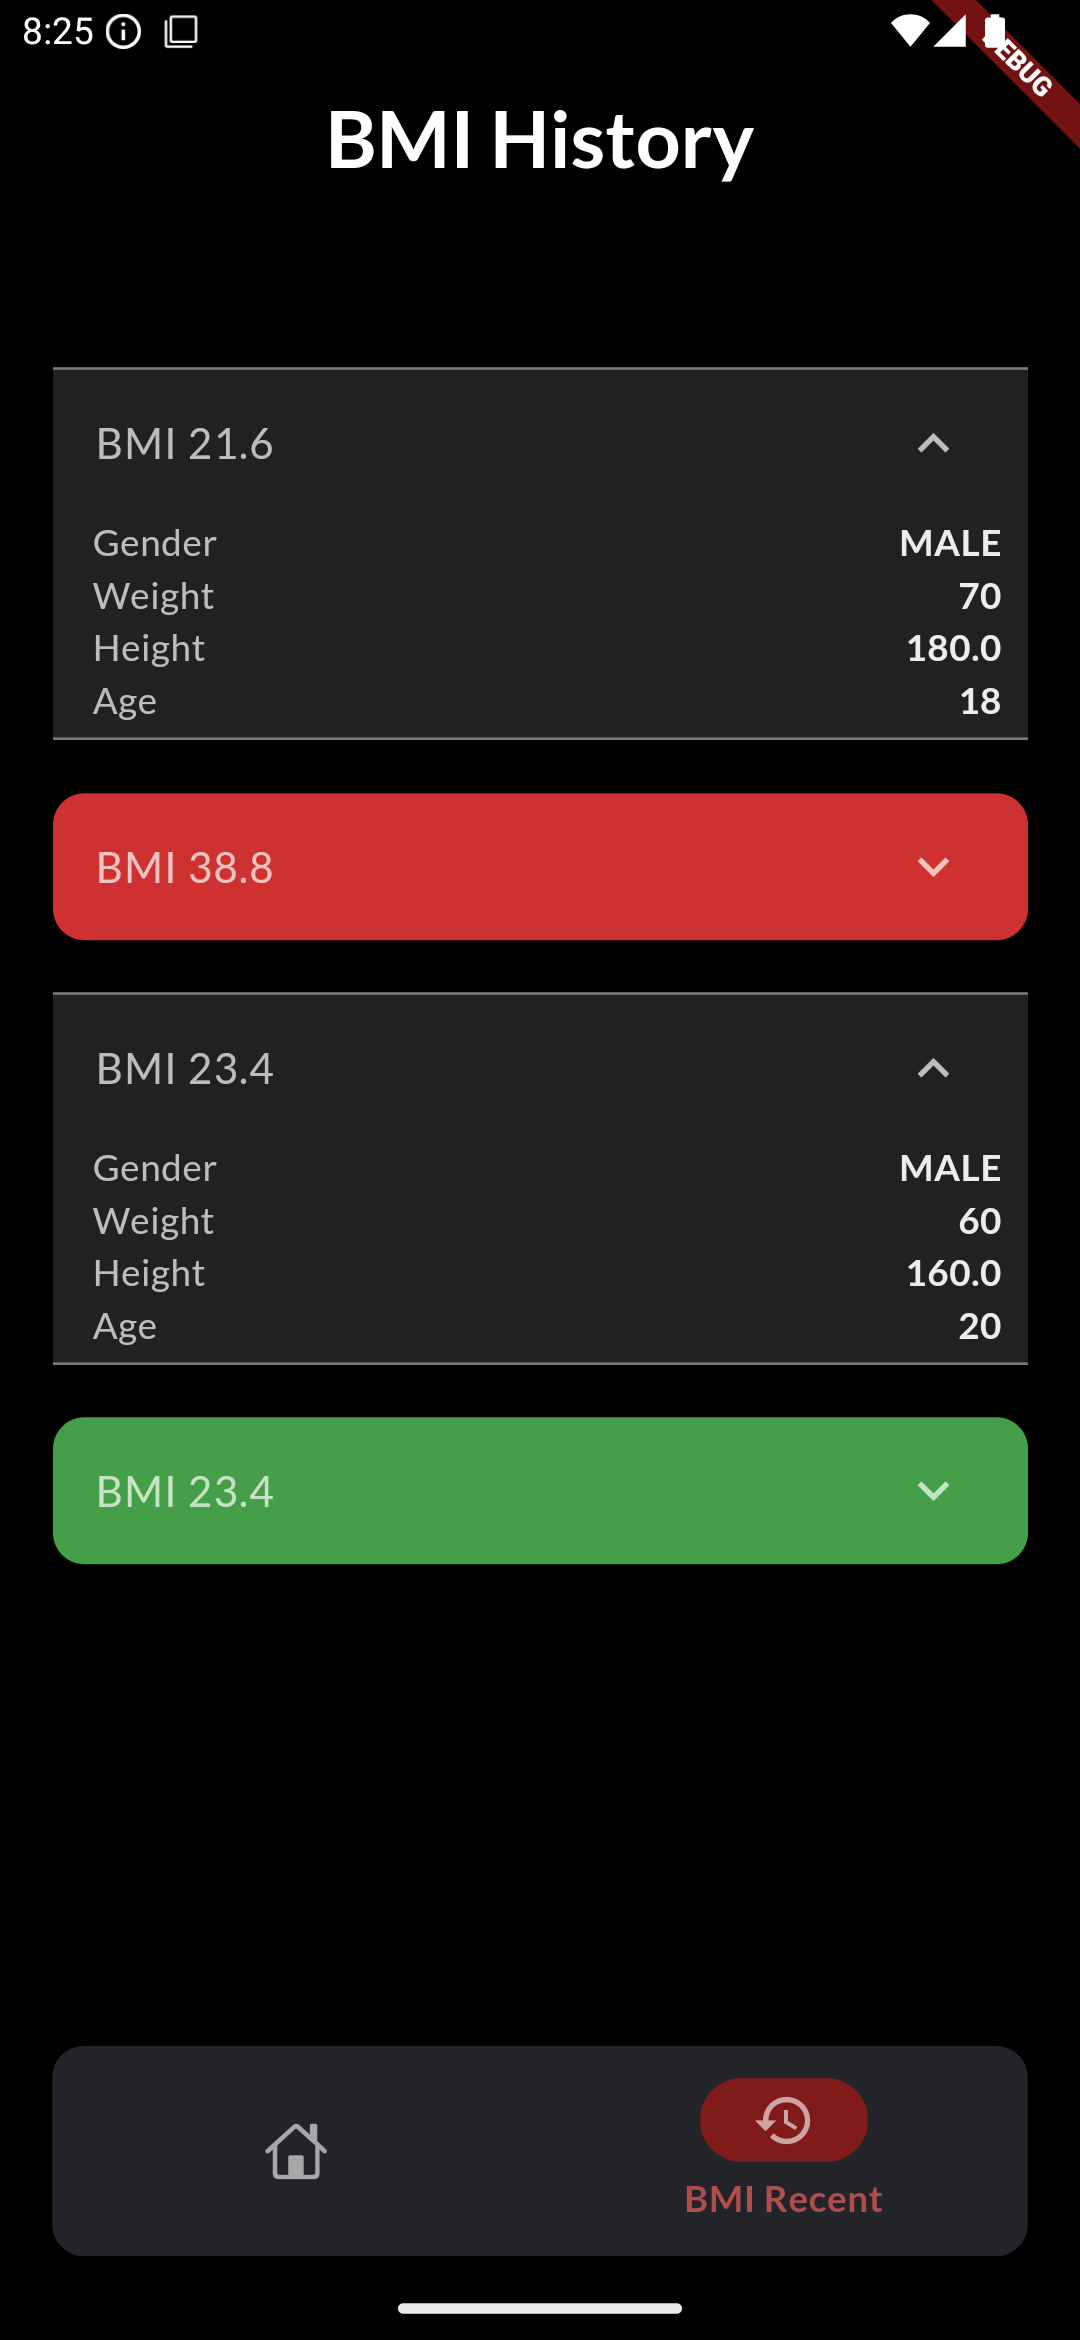 8:25
DEBUG
BMI History
BMI 21.6
Gender MALE
Weight 70
Height 180.0
Age 18
BMI 38.8
BMI 23.4
Gender MALE
Weight 60
Height 160.0
Age 20
BMI 23.4
BMI Recent